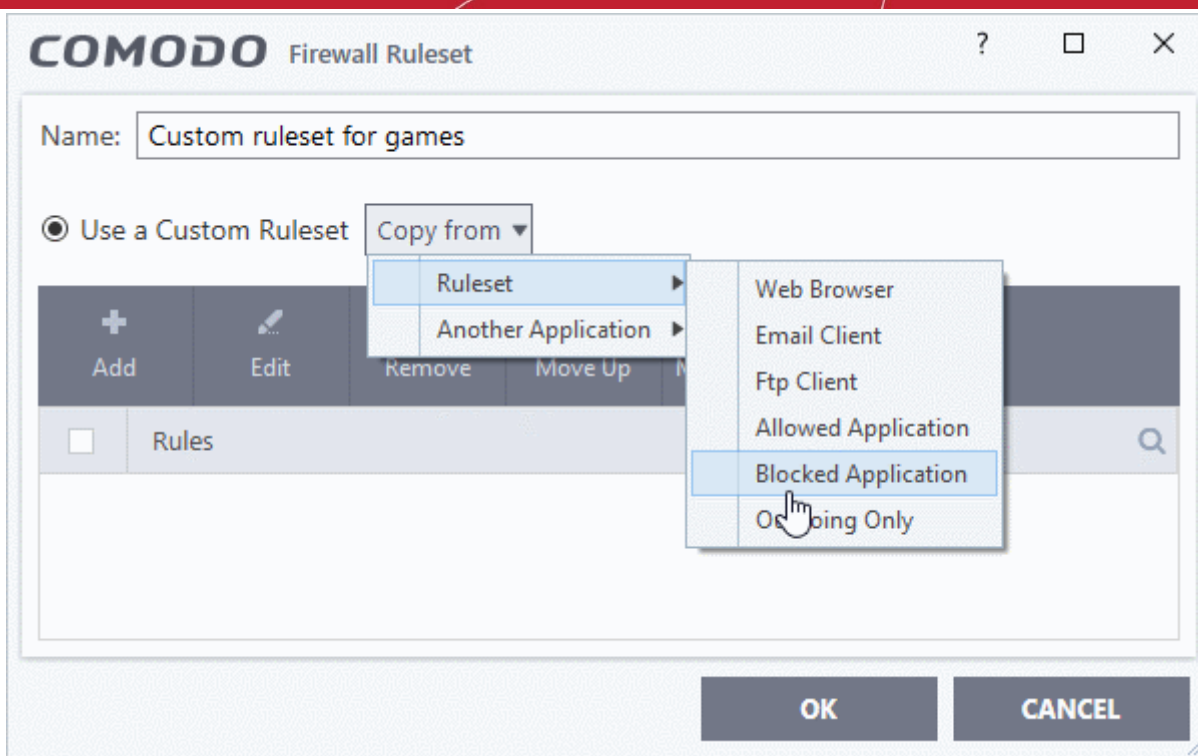 COMODO Firewall Ruleset ?
Name: Custom ruleset for games
Use a Custom Ruleset Copy from
Ruleset
Another Application
Web Browser
Email Client
Ftp Client
Allowed Application
Blocked Application
Only
Add Edit Remove Move Up
Rules
OK CANCEL